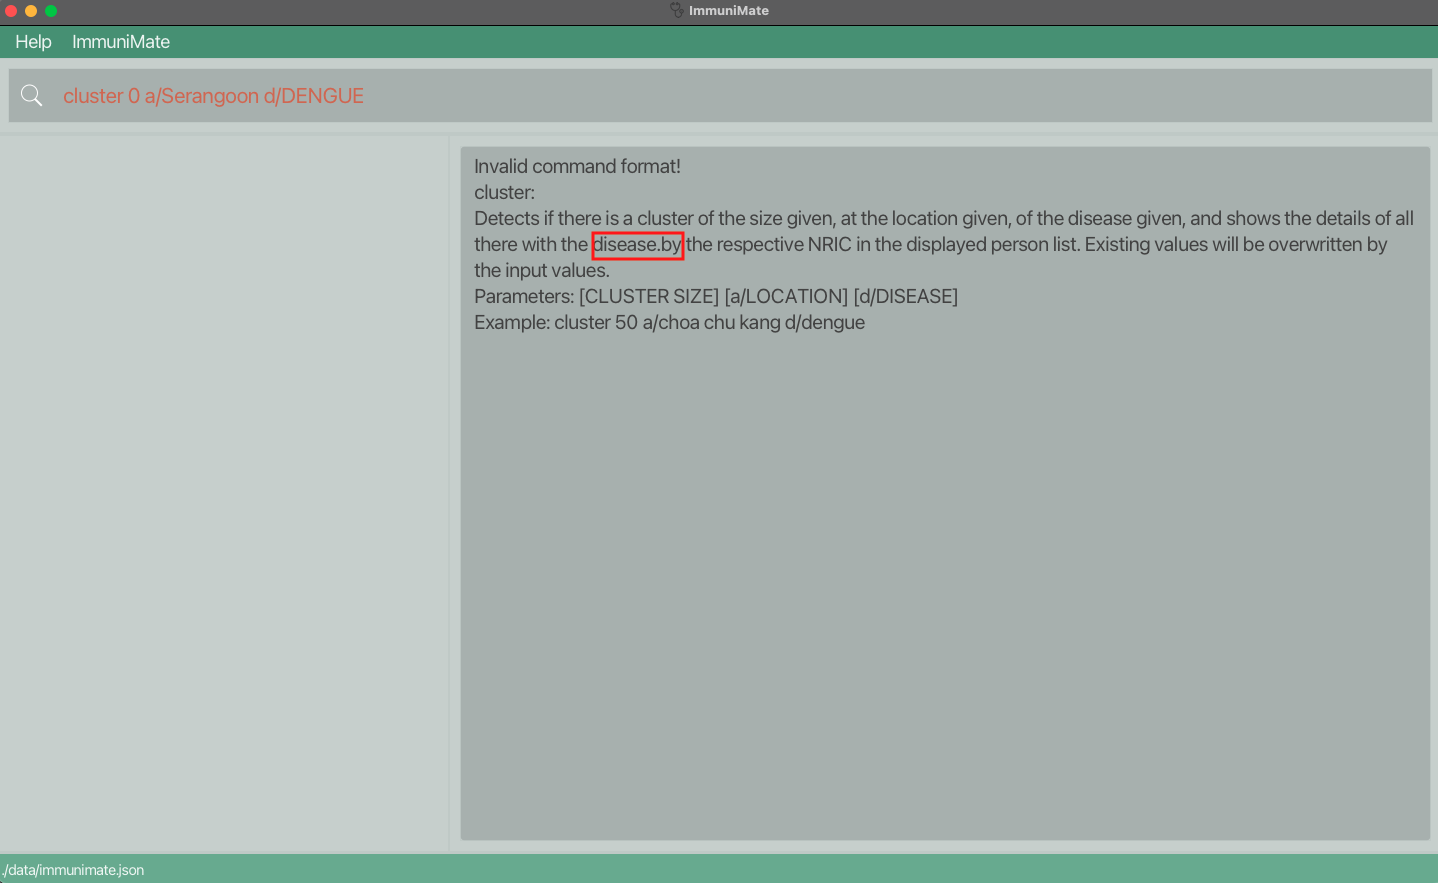 ImmuniMate
Help ImmuniMate
cluster 0 a/Serangoon d/DENGUE
Invalid command format!
cluster:
Detects if there is a cluster of the size given, at the location given, of the disease given, and shows the details of all
there with the disease.by the respective NRIC in the displayed person list. Existing values will be overwritten by
the input values.
Parameters: [CLUSTER SIZE] [a/LOCATION] [d/DISEASE]
Example: cluster 50 a/choa chu kang d/dengue
./data/immunimate.json